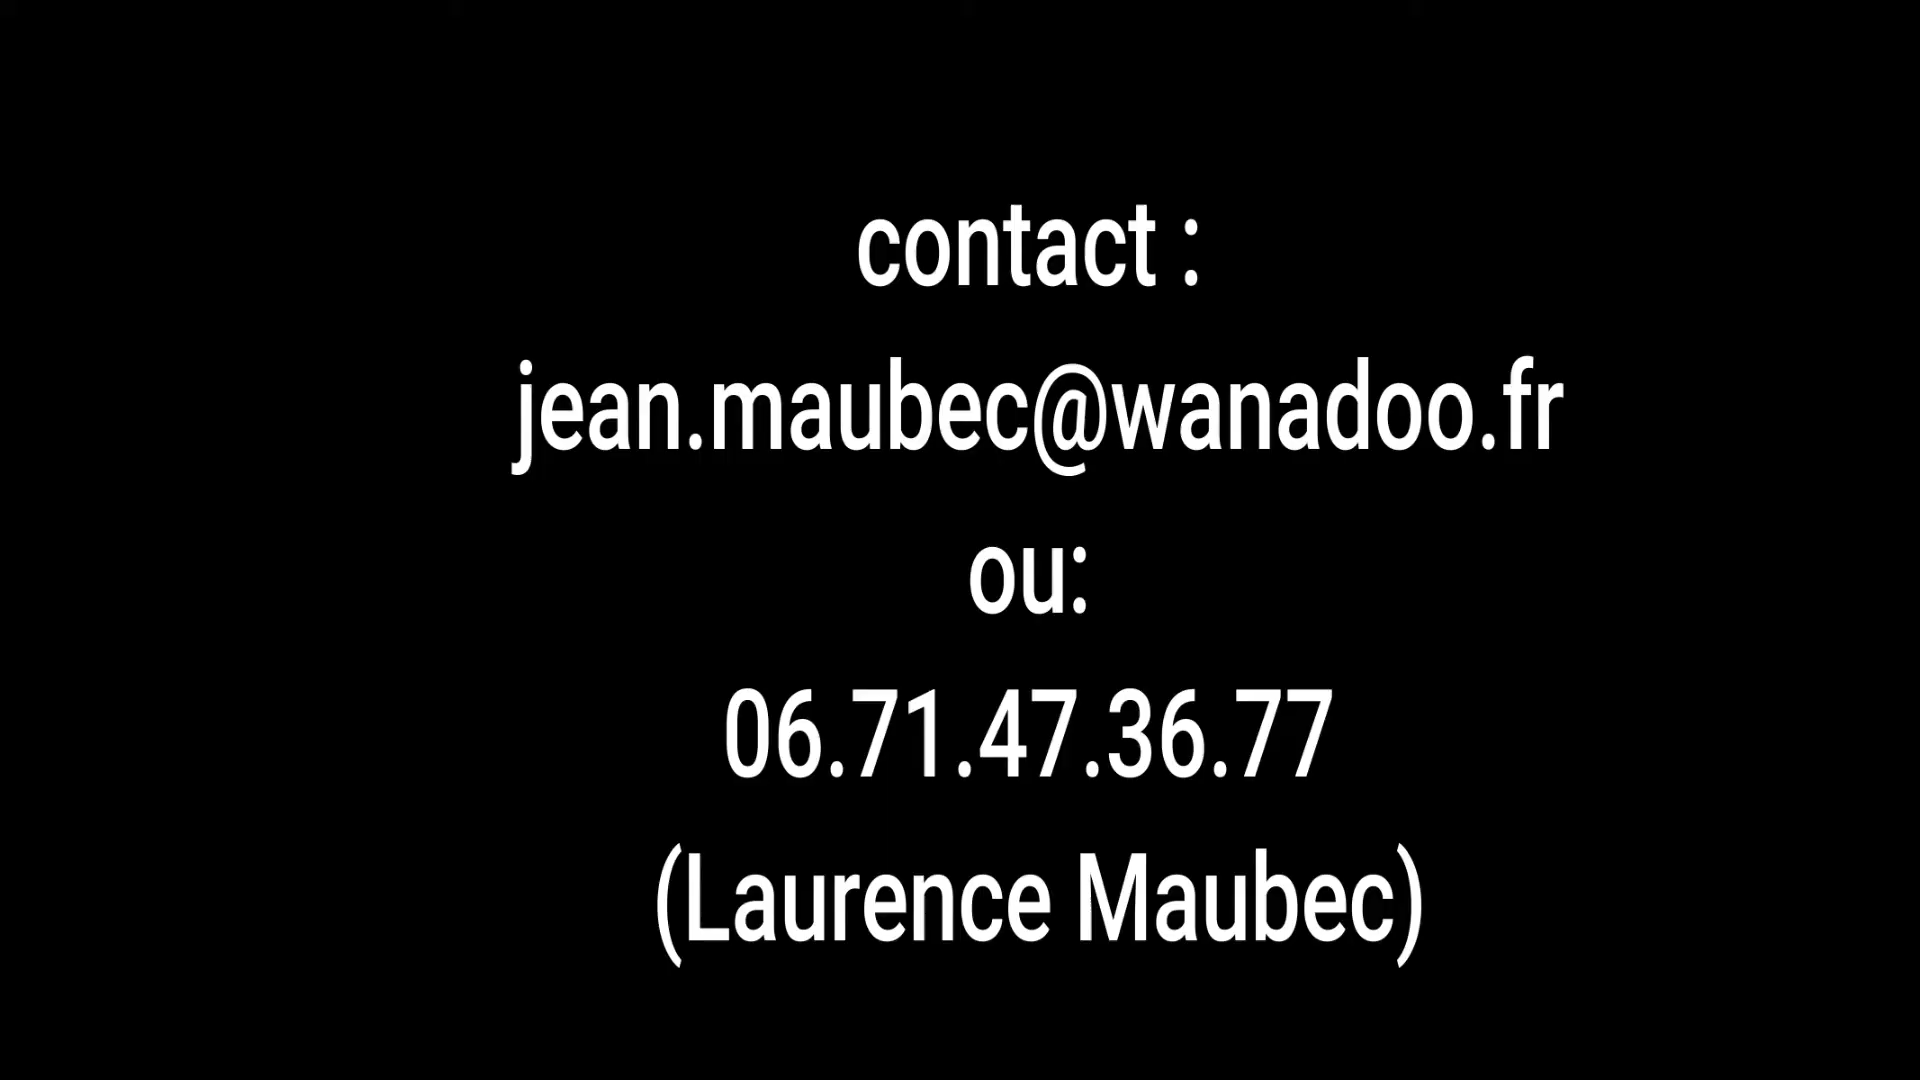 contact :
jean.maubec@wanadoo.fr
ou:
06.71.47.36.77
(Laurence Maubec)